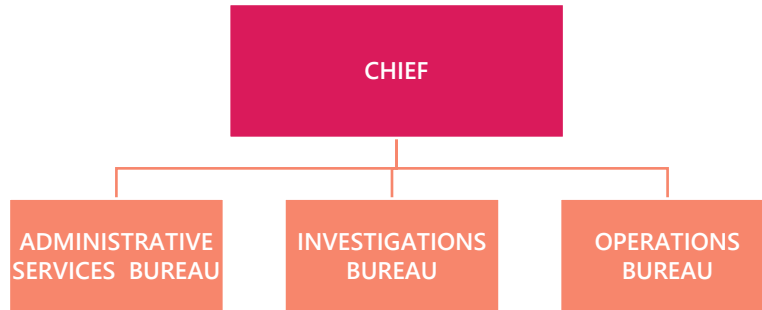 CHIEF
ADMINISTRATIVE
SERVICES BUREAU
INVESTIGATIONS
BUREAU
OPERATIONS
BUREAU